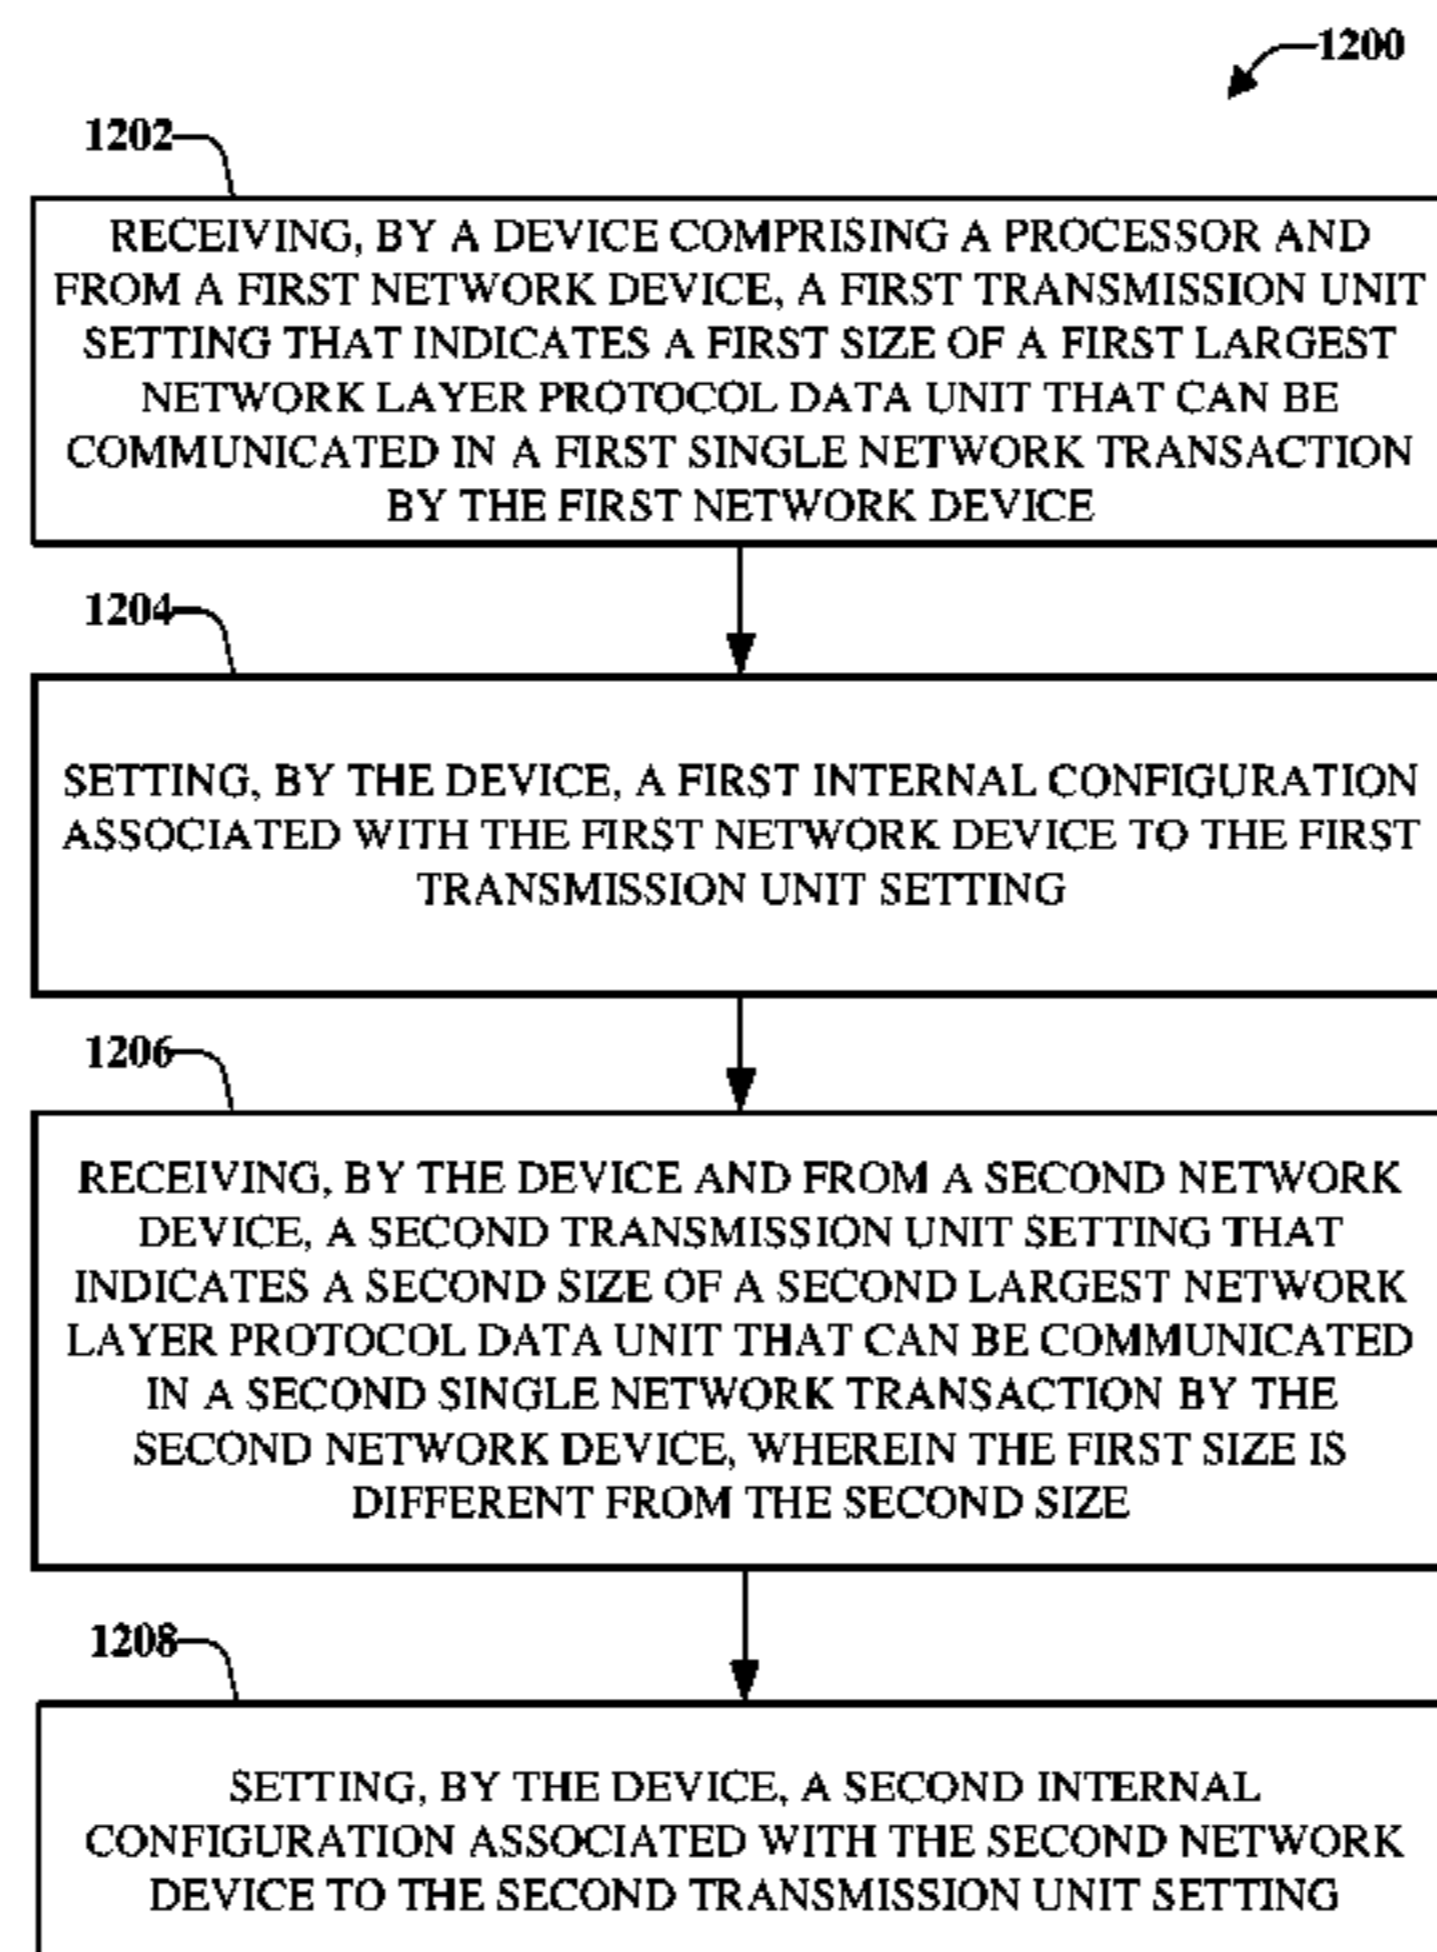 1200
1202
RECEIVING, BY A DEVICE COMPRISING A PROCESSOR AND
FROM A FIRST NETWORK DEVICE, A FIRST TRANSMISSION UNIT
SETTING THAT INDICATES A FIRST SIZE OF A FIRST LARGEST
NETWORK LAYER PROTOCOL DATA UNIT THAT CAN BE
COMMUNICATED IN A FIRST SINGLE NETWORK TRANSACTION
BY THE FIRST NETWORK DEVICE
1204
SETTING, BY THE DEVICE, A FIRST INTERNAL CONFIGURATION
ASSOCIATED WITH THE FIRST NETWORK DEVICE TO THE FIRST
TRANSMISSION UNIT SETTING
1206
RECEIVING, BY THE DEVICE AND FROM A SECOND NETWORK
DEVICE, A SECOND TRANSMISSION UNIT SETTING THAT
INDICATES A SECOND SIZE OF A SECOND LARGEST NETWORK
LAYER PROTOCOL DATA UNIT THAT CAN BE COMMUNICATED
IN A SECOND SINGLE NETWORK TRANSACTION BY THE
SECOND NETWORK DEVICE, WHEREIN THE FIRST SIZE IS
DIFFERENT FROM THE SECOND SIZE
1208
SETTING, BY THE DEVICE, A SECOND INTERNAL
CONFIGURATION ASSOCIATED WITH THE SECOND NETWORK
DEVICE TO THE SECOND TRANSMISSION UNIT SETTING